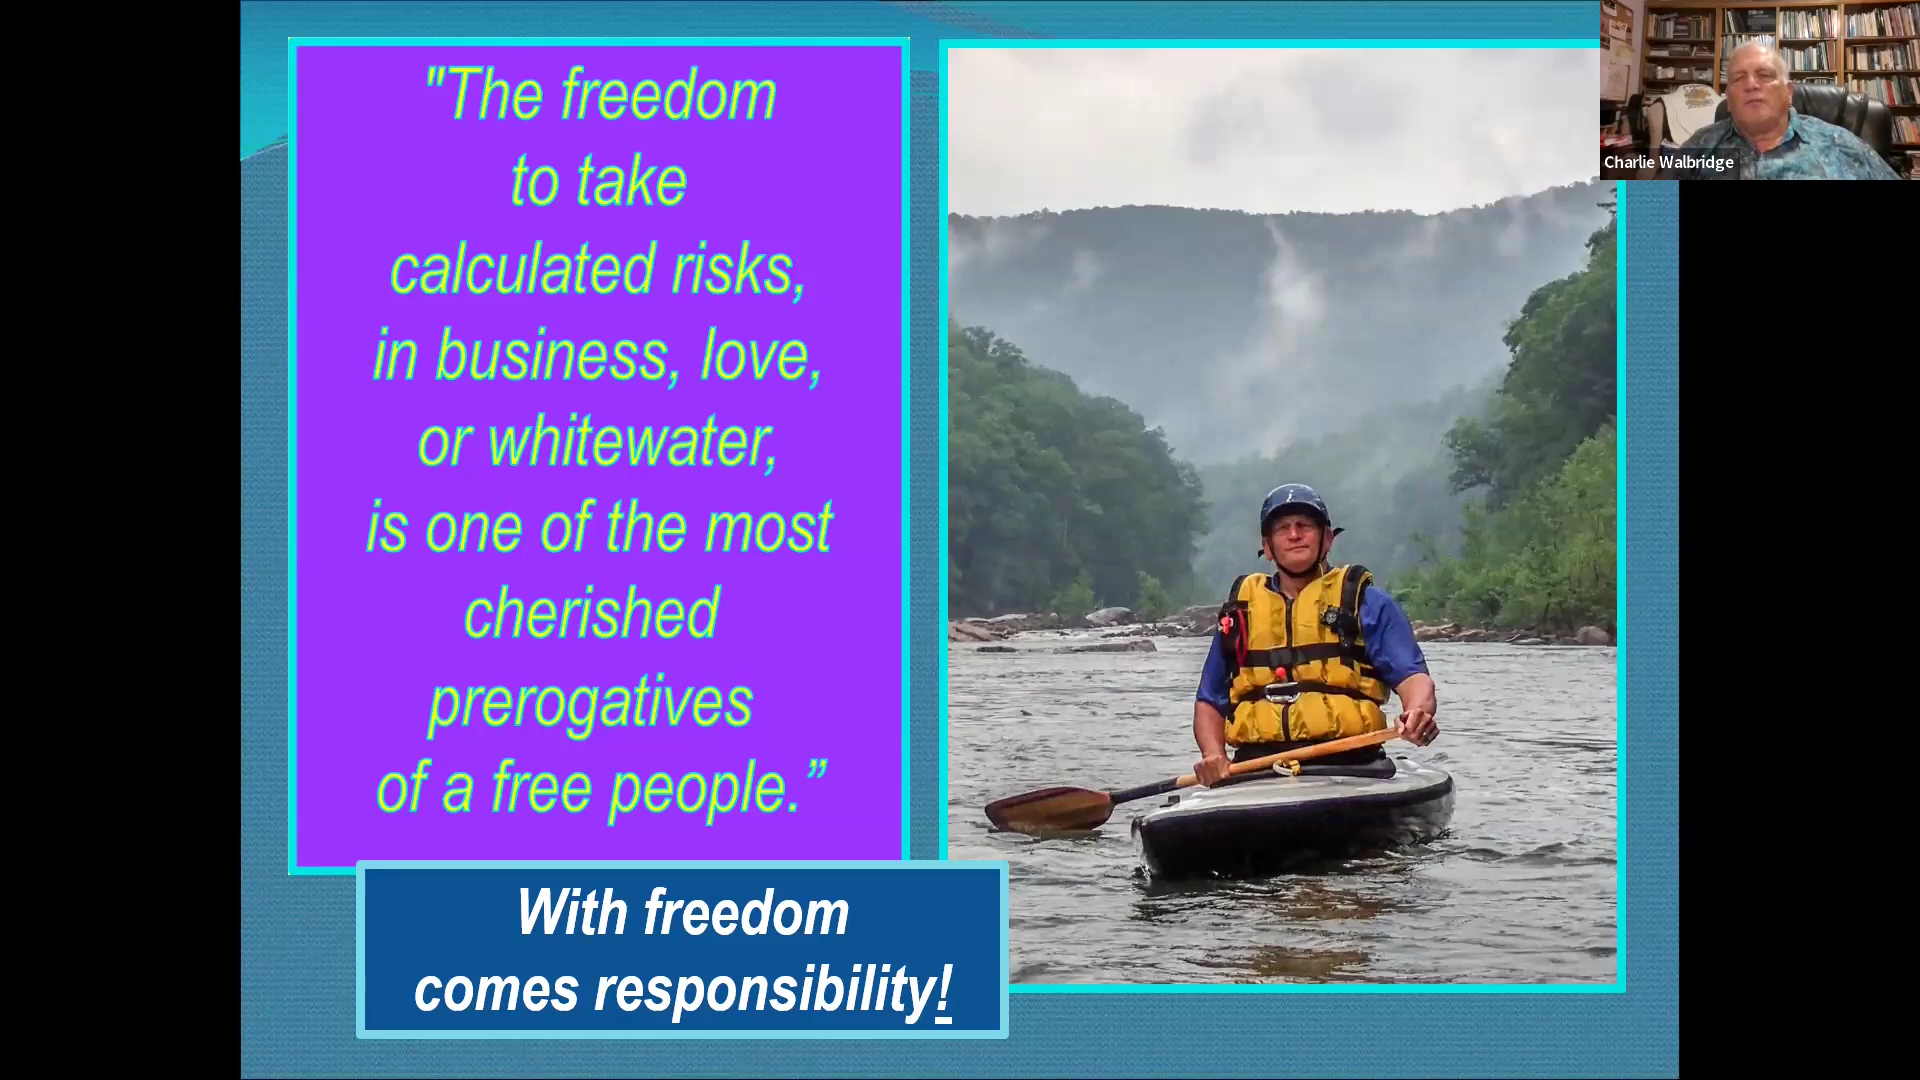 "The freedom
to take
calculated risks,
in business, love,
or whitewater,
is one of the most
cherished
prerogatives
of a free people.”
With freedom
comes responsibility!
Charlie Walbridge